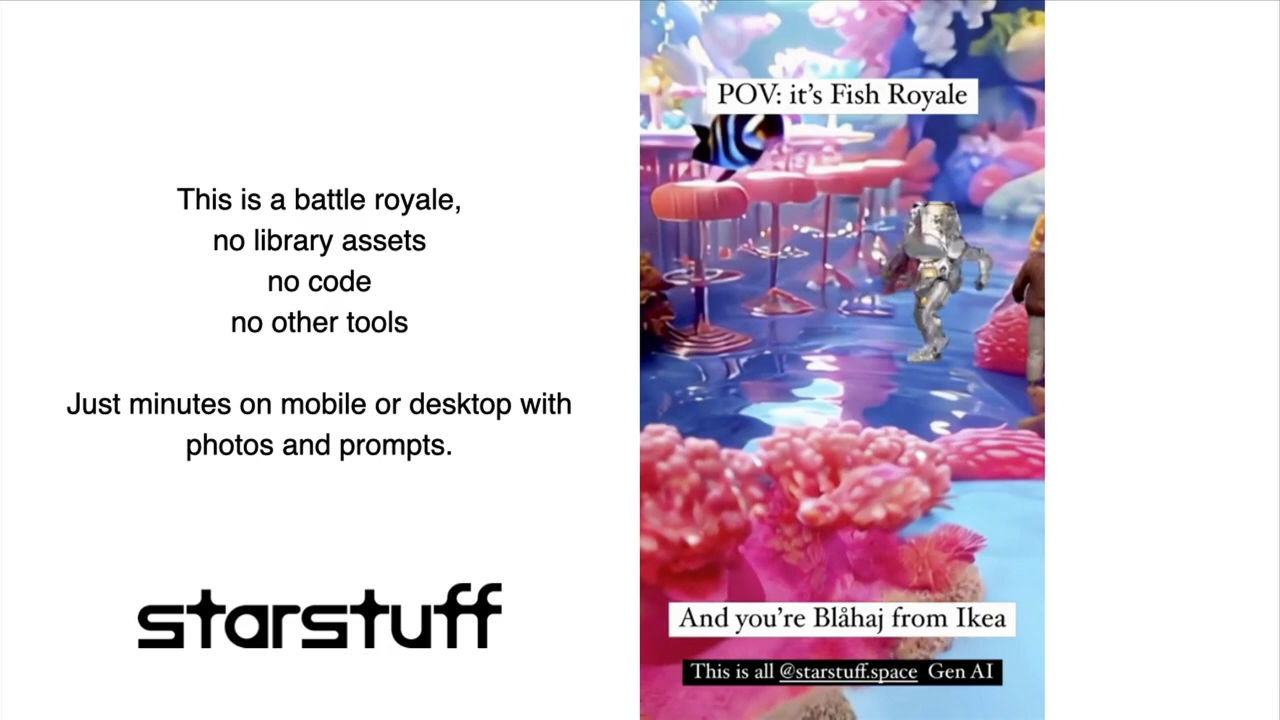 This is a battle royale,
no library assets
no code
no other tools
Just minutes on mobile or desktop with
photos and prompts.
starstuff
POV: it’s Fish Royale
And you’re Blåhaj from Ikea
This is all @starstuff.space Gen AI